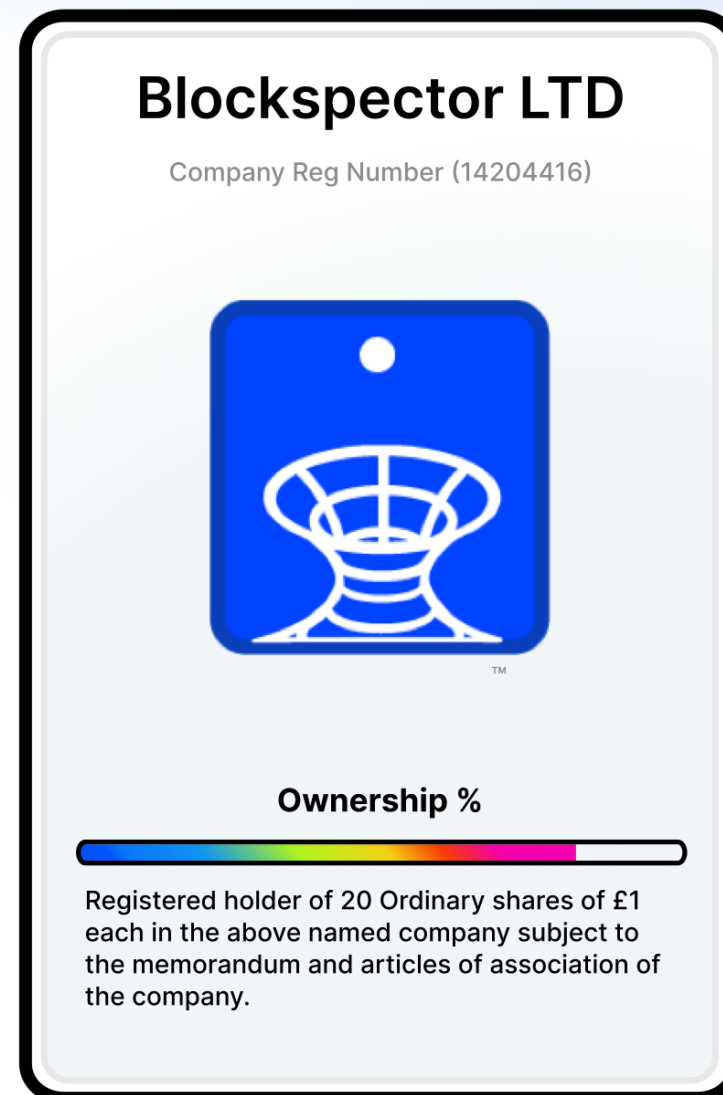 Blockspector LTD
Company Reg Number (14204416)
TM
Ownership %
Registered holder of 20 Ordinary shares of £1
each in the above named company subject to
the memorandum and articles of association of
the company.